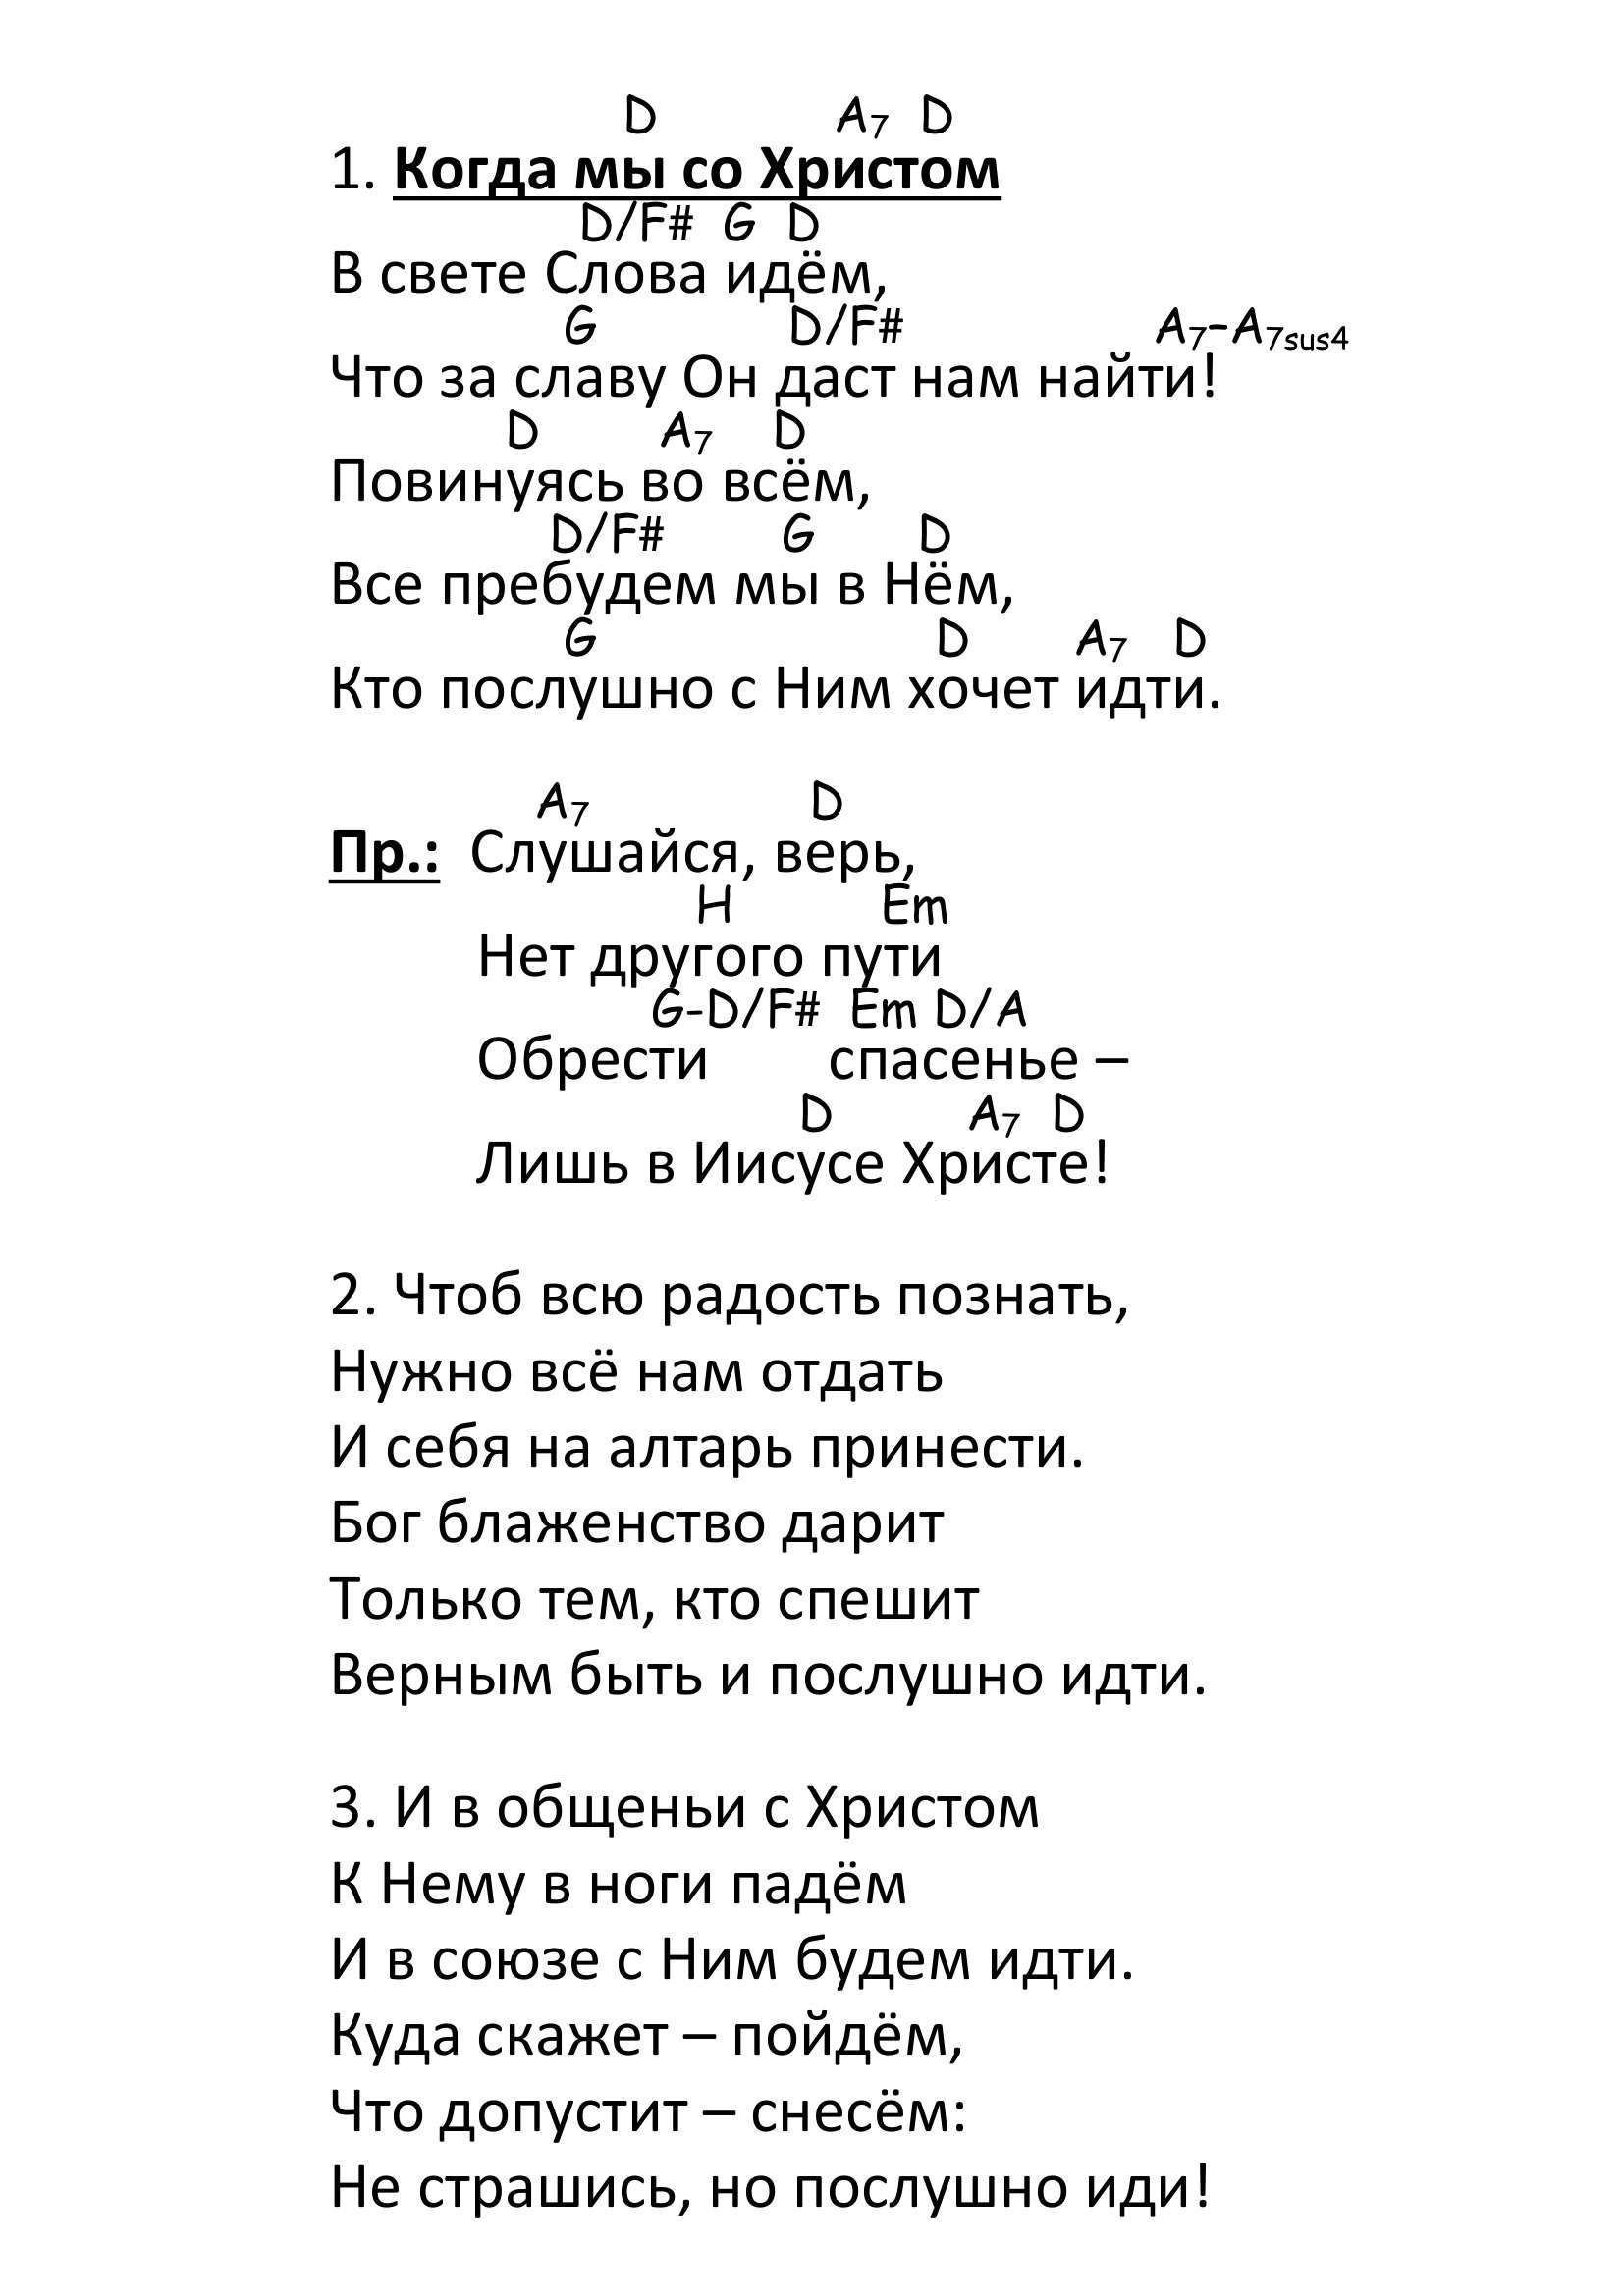 D A7 D
1. Когда мы со Христом
D/F# G D
В свете Слова идём,
G D/F# A7-A7sus4
Что за славу Он даст нам найти!
D A7 D
Повинуясь во всём,
D/F# G D
Все пребудем мы в Нём,
G D A7 D
Кто послушно с Ним хочет идти.
A7 D
Пр.: Слушайся, верь,
H Em
Нет другого пути
G-D/F# Em D/A
Обрести спасенье –
D A7 D
Лишь в Иисусе Христе!
2. Чтоб всю радость познать,
Нужно всё нам отдать
И себя на алтарь принести.
Бог блаженство дарит
Только тем, кто спешит
Верным быть и послушно идти.
3. И в общеньи с Христом
К Нему в ноги падём
И в союзе с Ним будем идти.
Куда скажет – пойдём,
Что допустит – снесём:
Не страшись, но послушно иди!